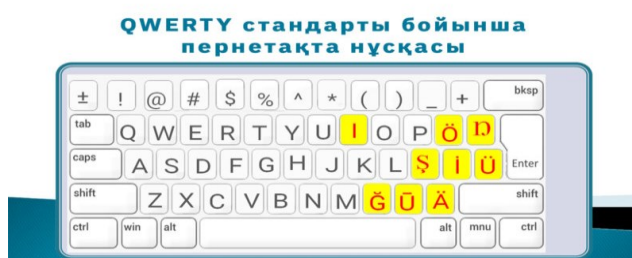 QWERTY стандарты бойынша
пернетақта нұсқасы
± ! @ # $ % ^ * ( ) _ + bksp
tab Q W E R T Y U I O P Ö Ŋ
caps A S D F G H J K L Ş İ Ü Enter
shift Z X C V B N M Ğ Ū Ä shift
ctrl win alt alt mnu ctrl